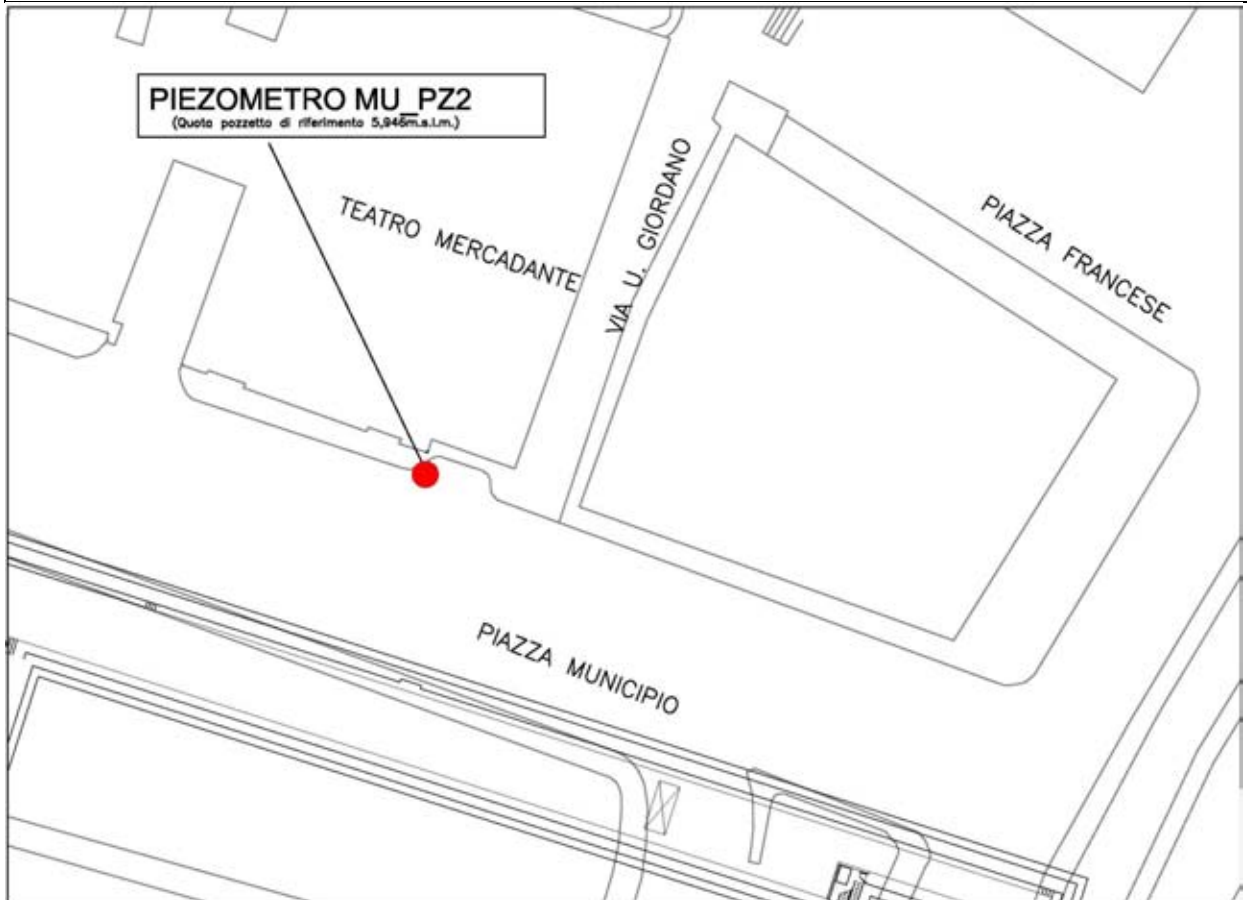 PIEZOMETRO MU_PZ2
(Quota pozzetto di riferimento 5,946m.s.l.m.)
TEATRO MERCADANTE
VIA U. GIORDANO
PIAZZA FRANCESE
PIAZZA MUNICIPIO